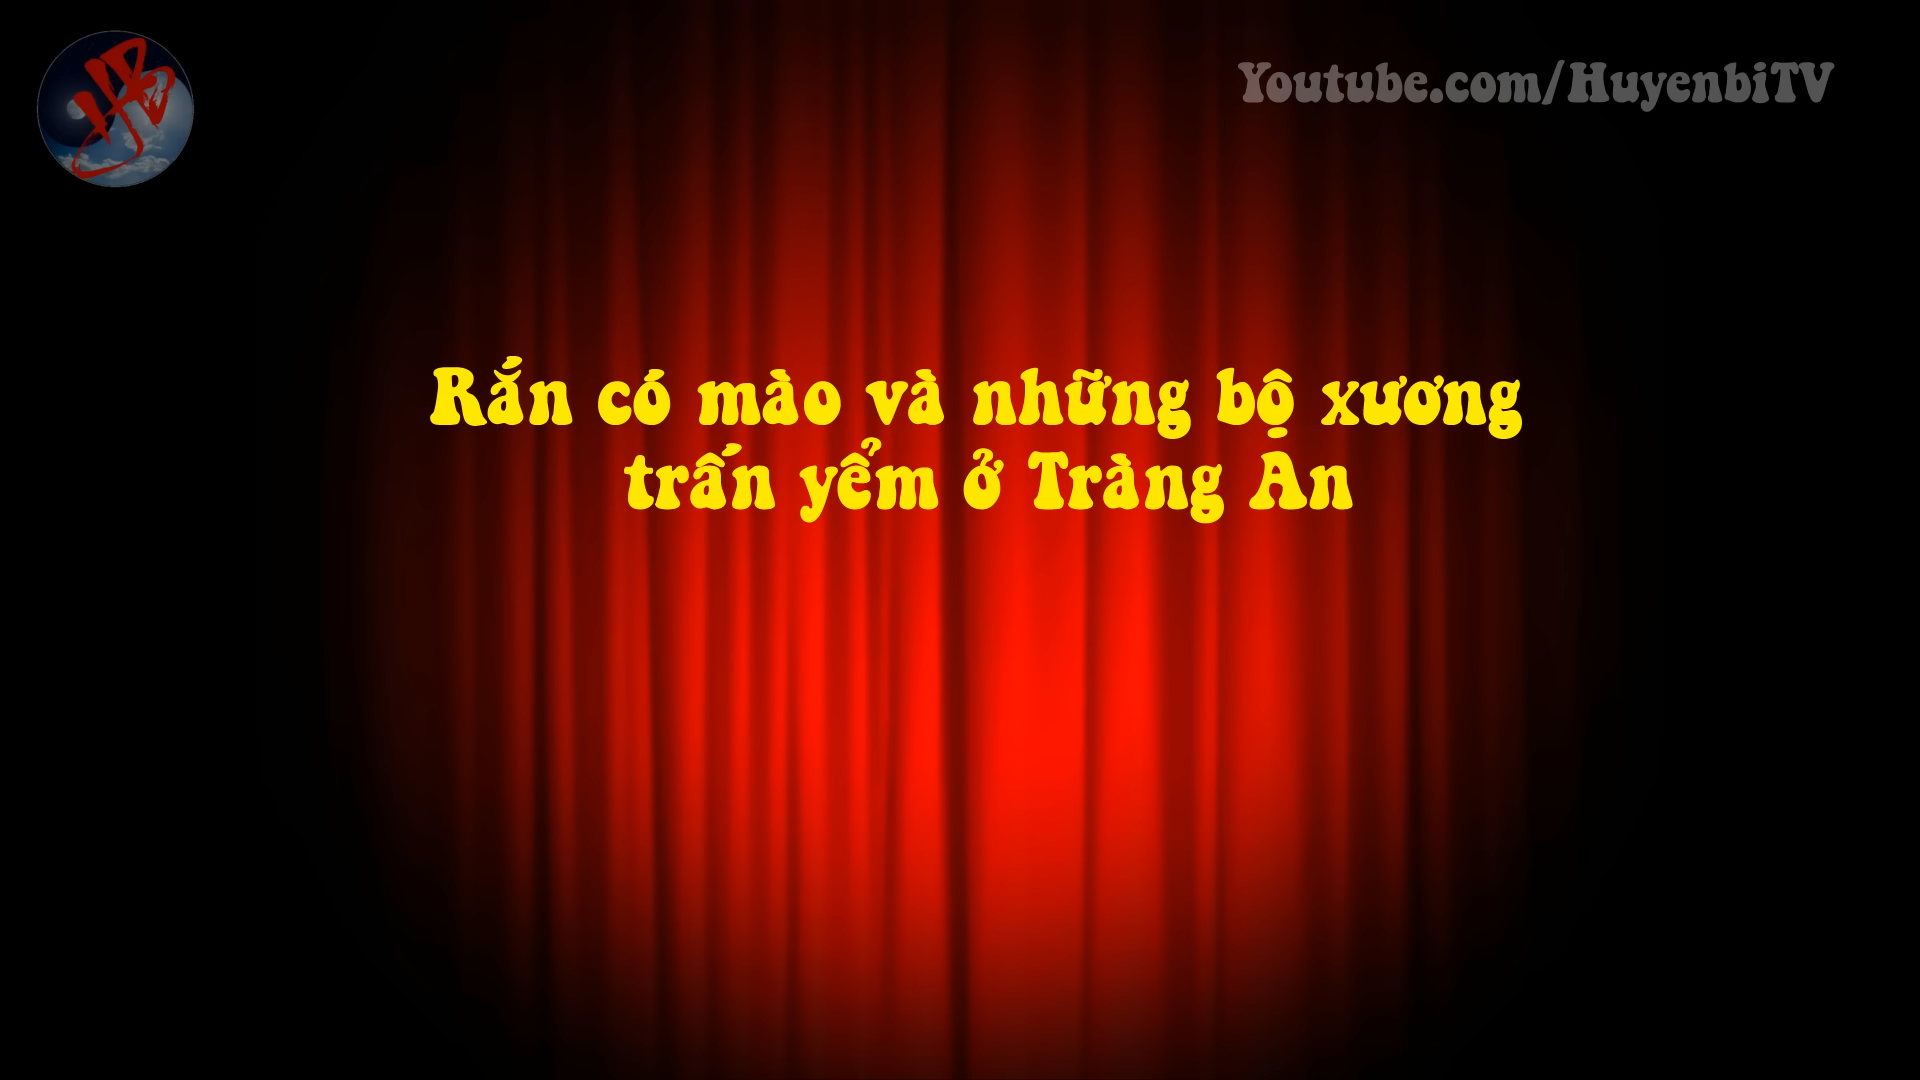 Youtube.com/HuyenbiTV
Rắn có mào và những bộ xương
trấn yểm ở Tràng An